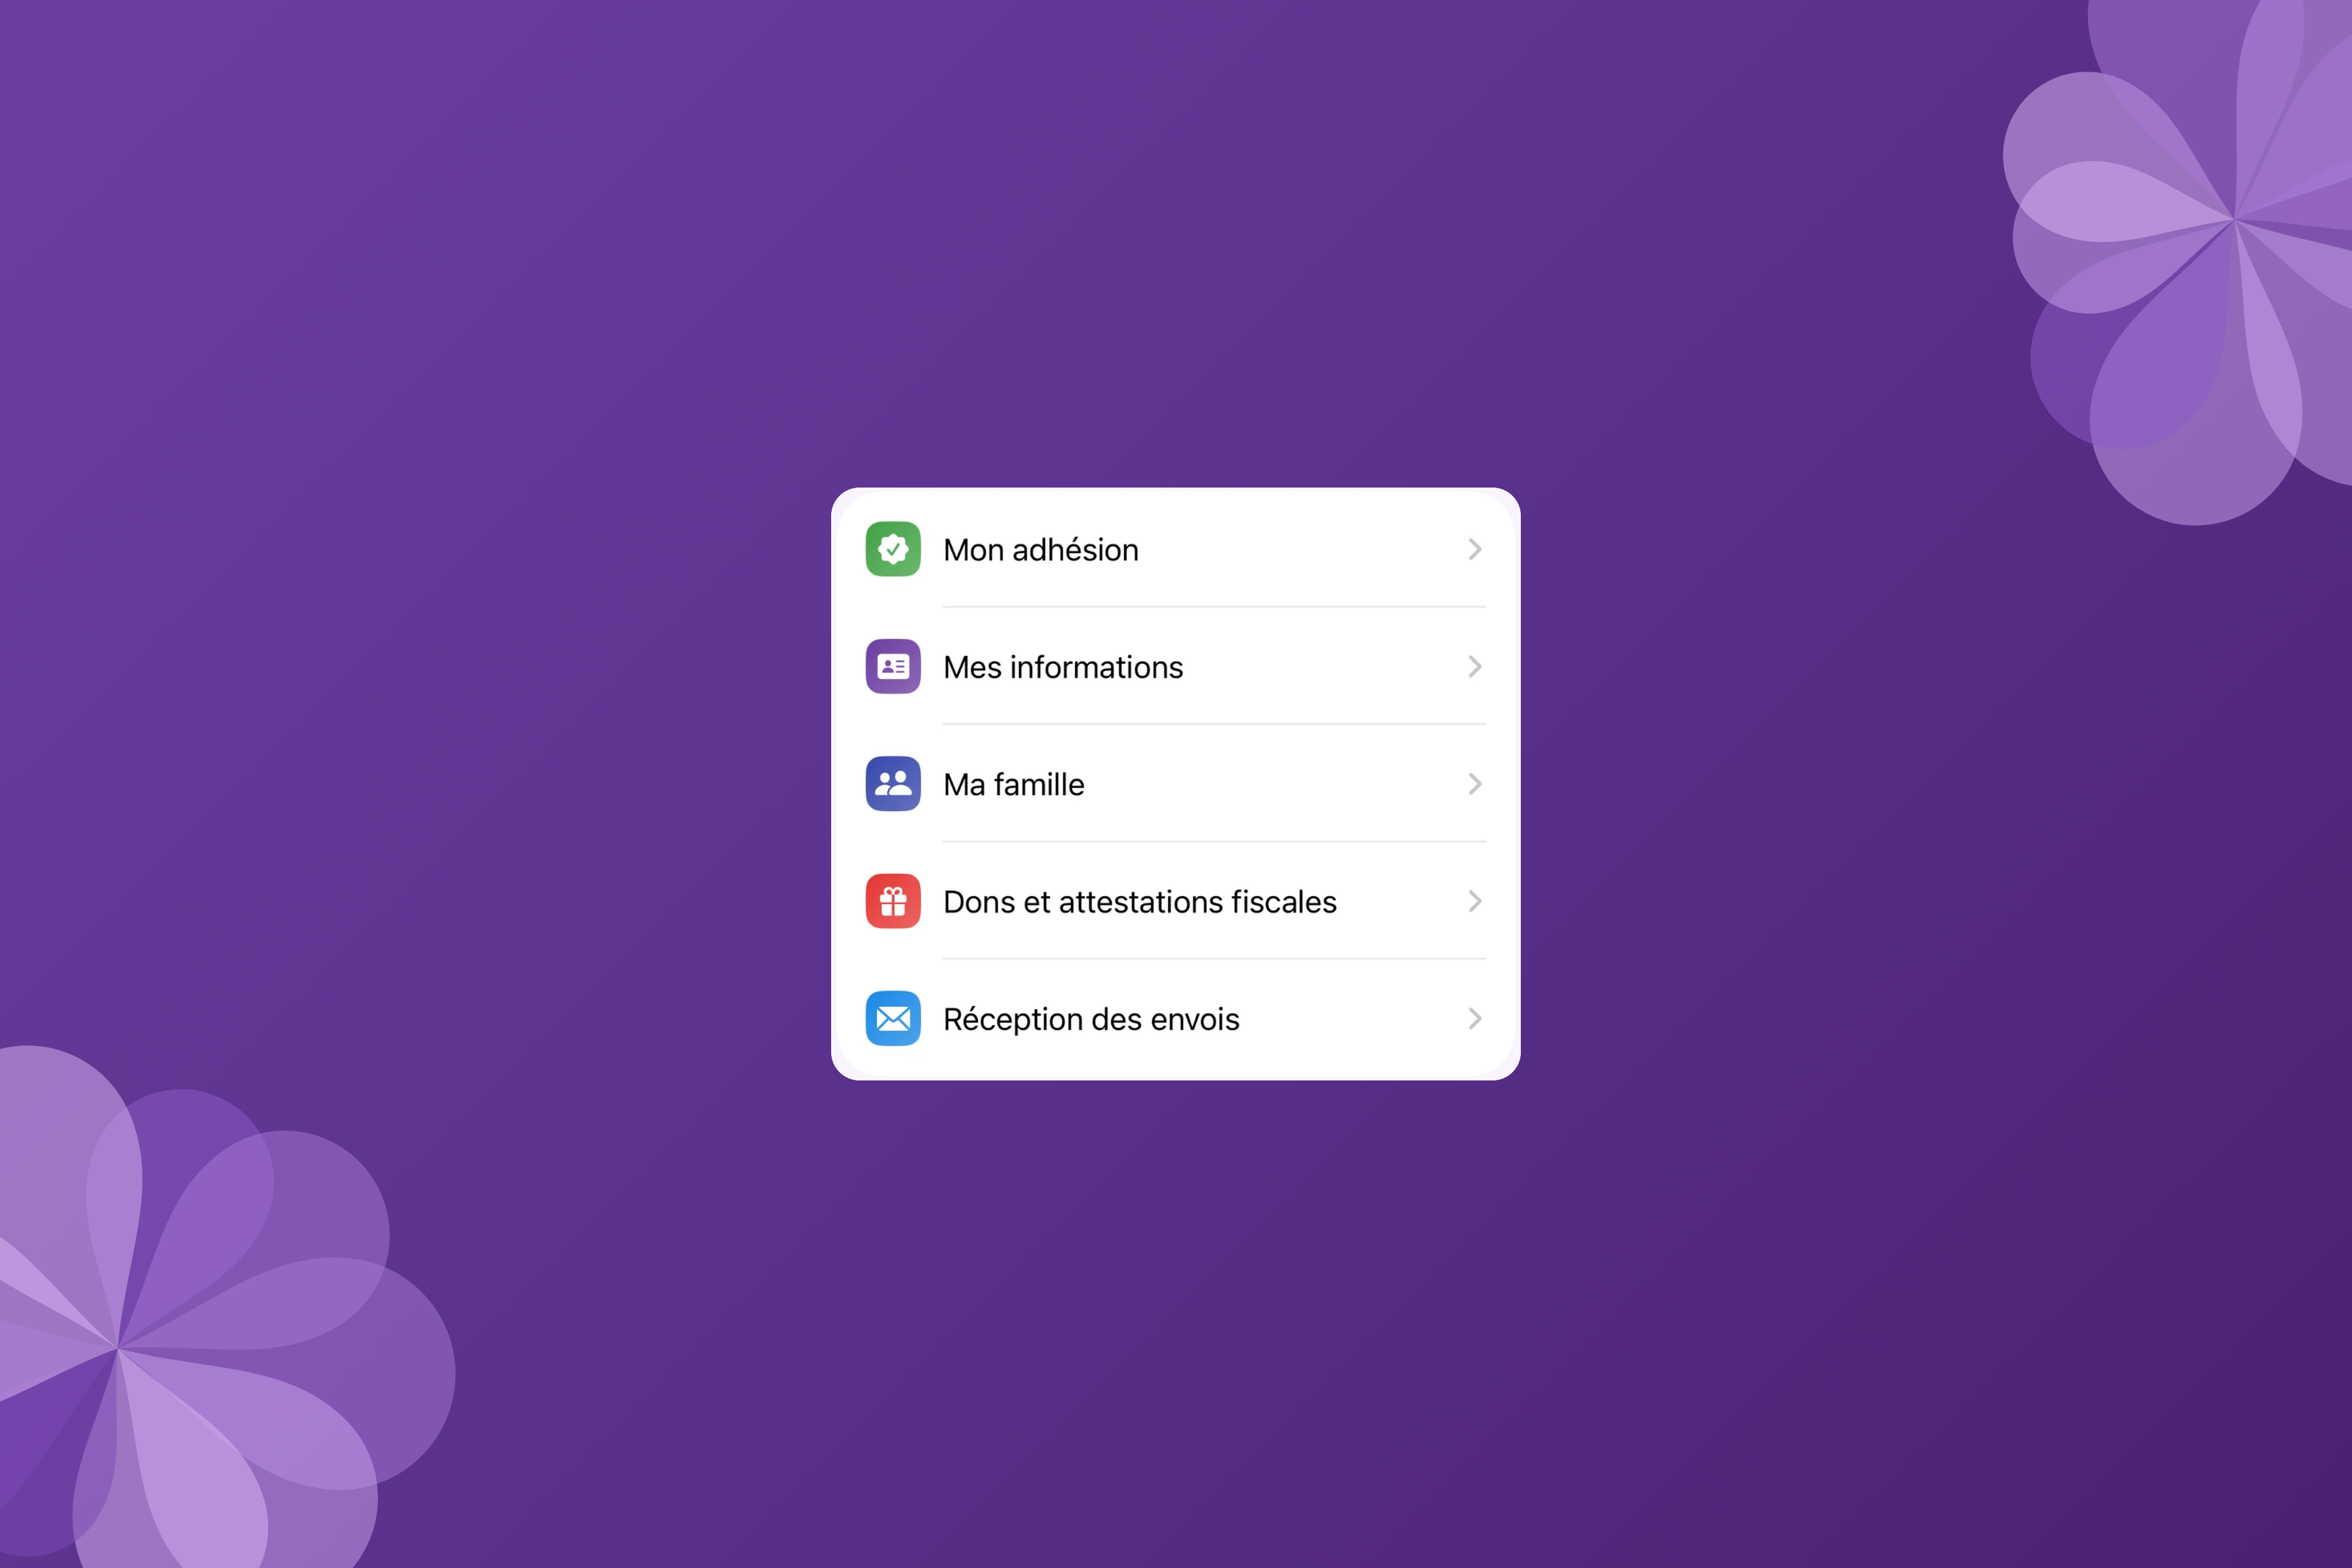 Mon adhésion
Mes informations
Ma famille
Dons et attestations fiscales
Réception des envois